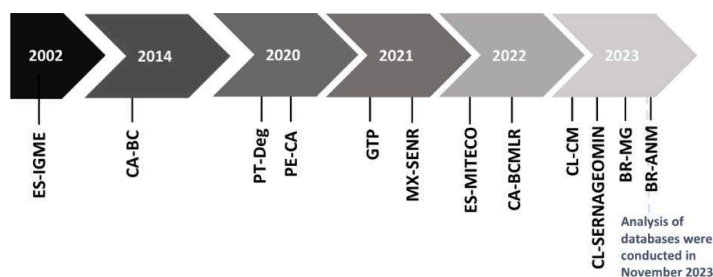 2002
2014
2020
2021
2022
2023
ES-IGME
CA-BC
PT-Deg
PE-CA
GTP
MX-SENR
ES-MITECO
CA-BCMLR
CL-CM
CL-SERNAGEOMIN
BR-MG
BR-ANM
Analysis of
databases were
conducted in
November 2023